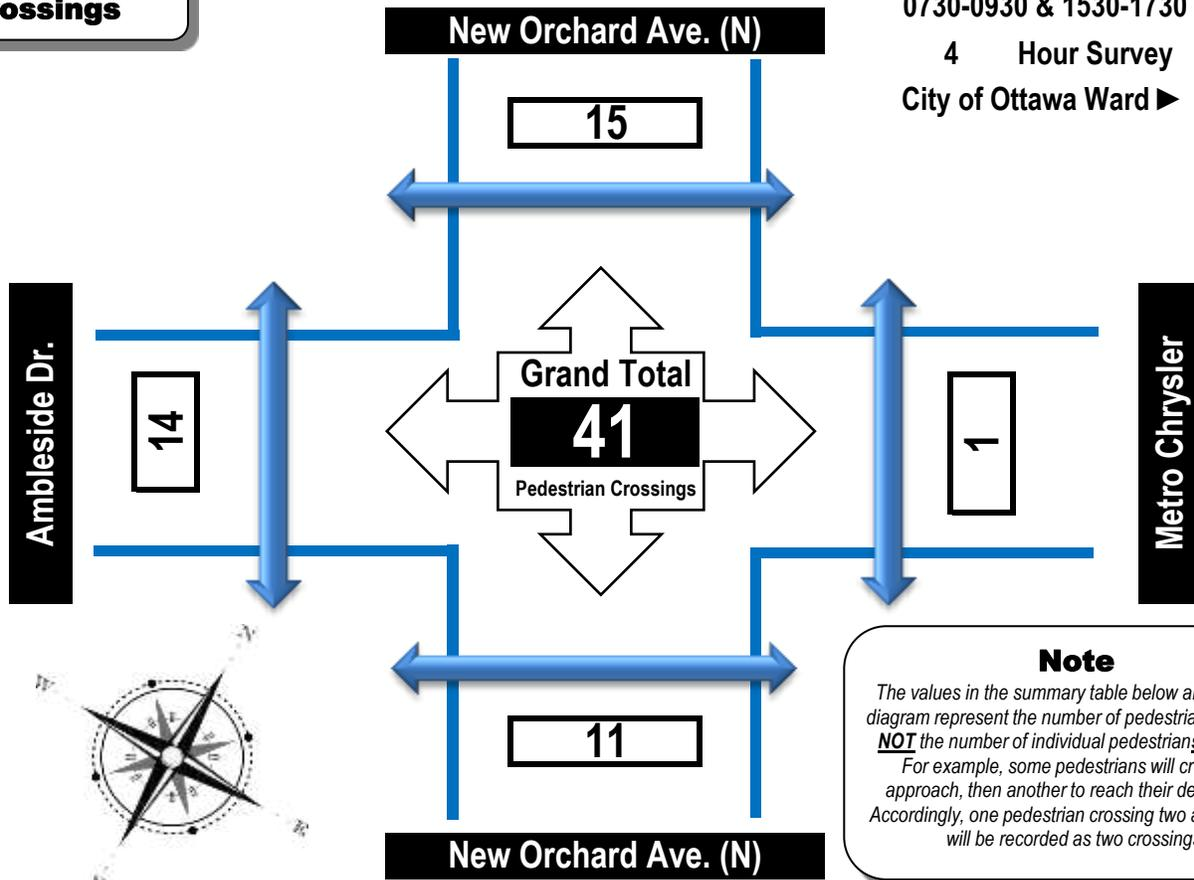 ossings
0730-0930 & 1530-1730
4 Hour Survey
City of Ottawa Ward ►
New Orchard Ave. (N)
15
Ambleside Dr.
14
Grand Total
41
Pedestrian Crossings
1
Metro Chrysler
N
W
E
11
New Orchard Ave. (N)
Note
The values in the summary table below a
diagram represent the number of pedestria
NOT the number of individual pedestrians
For example, some pedestrians will cr
approach, then another to reach their de
Accordingly, one pedestrian crossing two a
will be recorded as two crossing